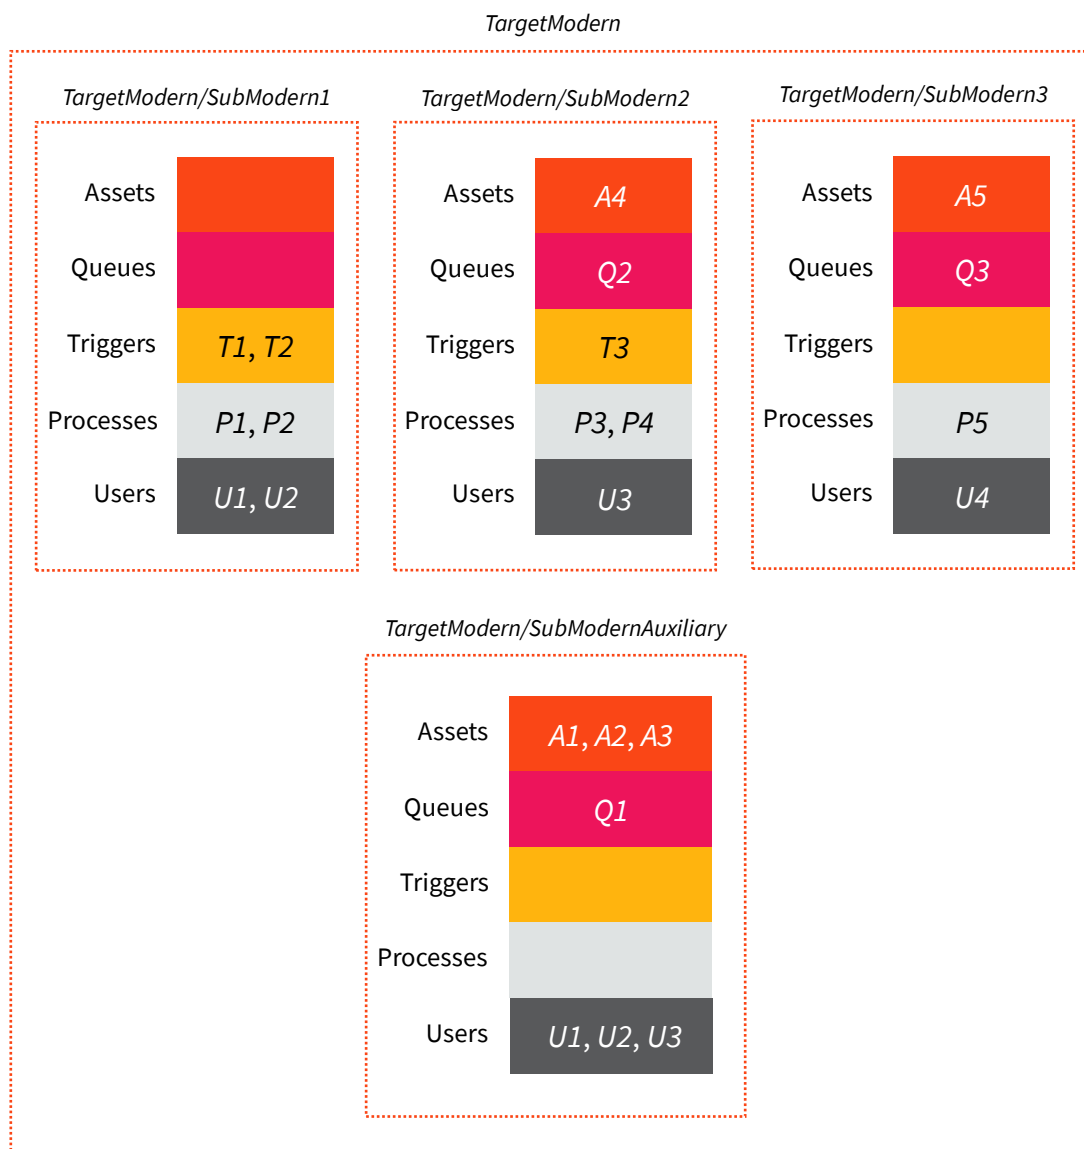 TargetModern
TargetModern/SubModern1
Assets
Queues
Triggers T1, T2
Processes P1, P2
Users U1, U2
TargetModern/SubModern2
Assets A4
Queues Q2
Triggers T3
Processes P3, P4
Users U3
TargetModern/SubModern3
Assets A5
Queues Q3
Triggers
Processes P5
Users U4
TargetModern/SubModernAuxiliary
Assets A1, A2, A3
Queues Q1
Triggers
Processes
Users U1, U2, U3